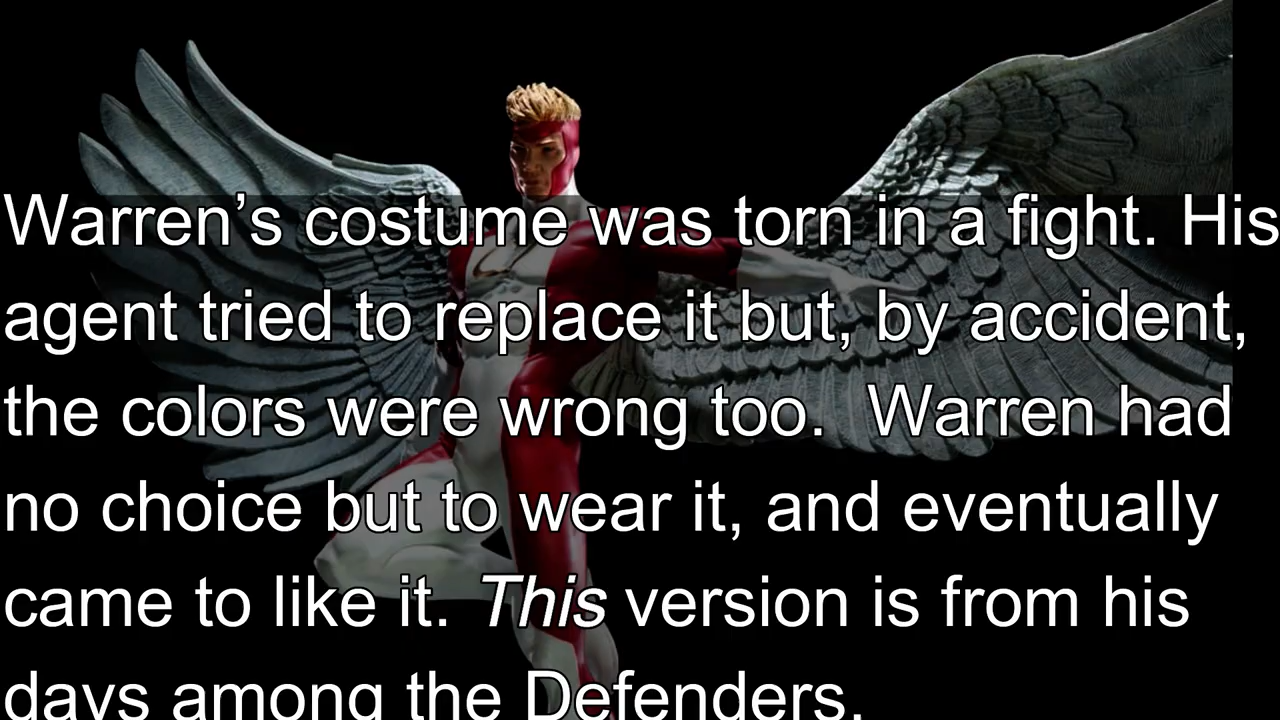 Warren’s costume was torn in a fight. His
agent tried to replace it but, by accident,
the colors were wrong too.  Warren had
no choice but to wear it, and eventually
came to like it. This version is from his
days among the Defenders.